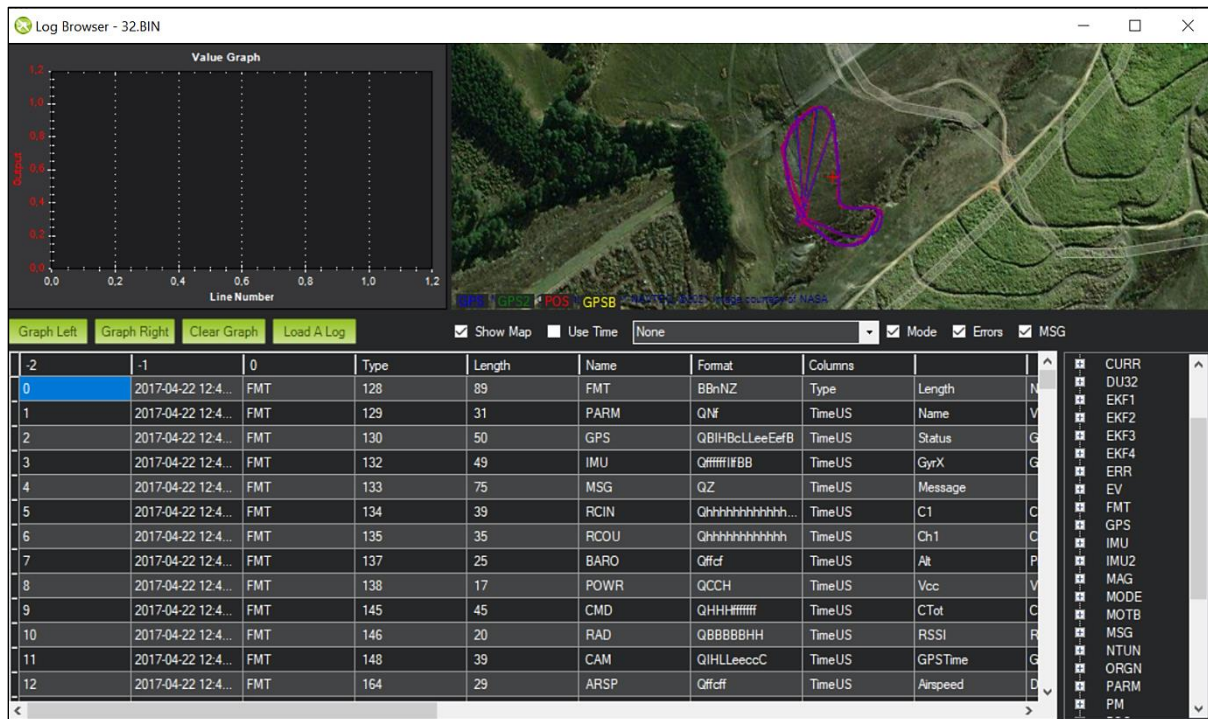 Log Browser - 32.BIN
Value Graph
1,2
1,0
0,8
0,6
0,4
0,2
0,0
Output
0,0 0,2 0,4 0,6 0,8 1,0 1,2
Line Number
GPS GPS2 POS GPSB image courtesy of NASA
Graph Left Graph Right Clear Graph Load A Log Show Map Use Time None Mode Errors MSG
-2 -1 0 Type Length Name Format Columns
0 2017-04-22 12:4... FMT 128 89 FMT BBnNZ Type Length N
1 2017-04-22 12:4... FMT 129 31 PARM QNf TimeUS Name V
2 2017-04-22 12:4... FMT 130 50 GPS QBIHBcLLeeEefB TimeUS Status G
3 2017-04-22 12:4... FMT 132 49 IMU QffffffIIfBB TimeUS GyrX G
4 2017-04-22 12:4... FMT 133 75 MSG QZ TimeUS Message
5 2017-04-22 12:4... FMT 134 39 RCIN Qhhhhhhhhhhhh... TimeUS C1 C
6 2017-04-22 12:4... FMT 135 35 RCOU Qhhhhhhhhhhhh TimeUS Ch1 C
7 2017-04-22 12:4... FMT 137 25 BARO Qffcf TimeUS Alt P
8 2017-04-22 12:4... FMT 138 17 POWR QCCH TimeUS Vcc V
9 2017-04-22 12:4... FMT 145 45 CMD QHHHfffffff TimeUS CTot C
10 2017-04-22 12:4... FMT 146 20 RAD QBBBBBHH TimeUS RSSI R
11 2017-04-22 12:4... FMT 148 39 CAM QIHLLeeccC TimeUS GPSTime G
12 2017-04-22 12:4... FMT 164 29 ARSP Qffcff TimeUS Airspeed D
CURR
DU32
EKF1
EKF2
EKF3
EKF4
ERR
EV
FMT
GPS
IMU
IMU2
MAG
MODE
MOTB
MSG
NTUN
ORGN
PARM
PM